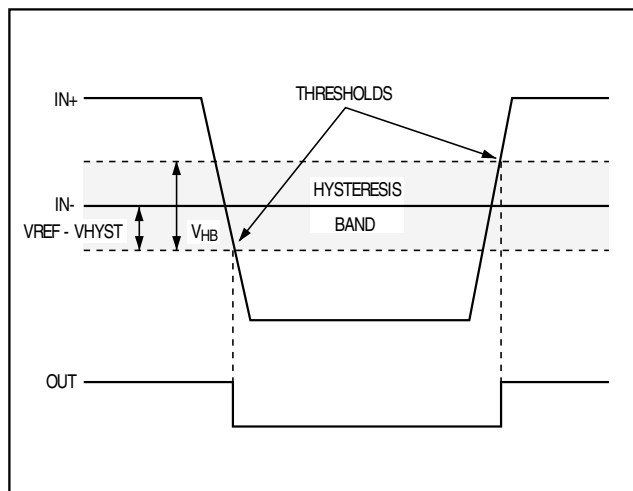 IN+
THRESHOLDS
HYSTERESIS
IN-
BAND
VREF - VHYST
VHB
OUT